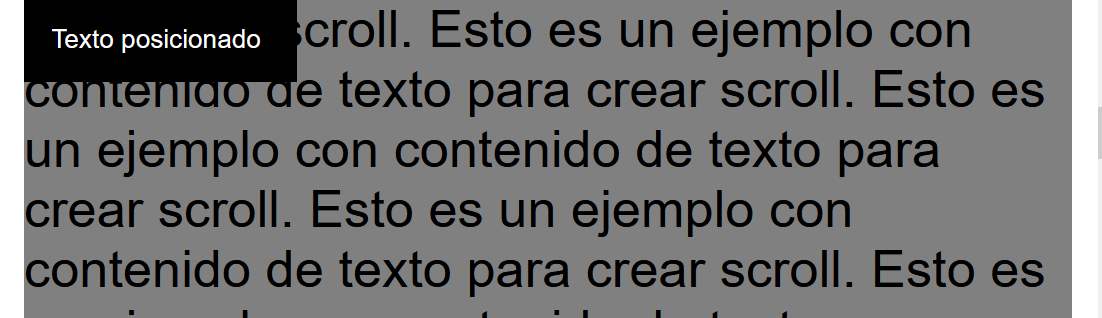 Texto posicionado
scroll. Esto es un ejemplo con
contenido de texto para crear scroll. Esto es
un ejemplo con contenido de texto para
crear scroll. Esto es un ejemplo con
contenido de texto para crear scroll. Esto es